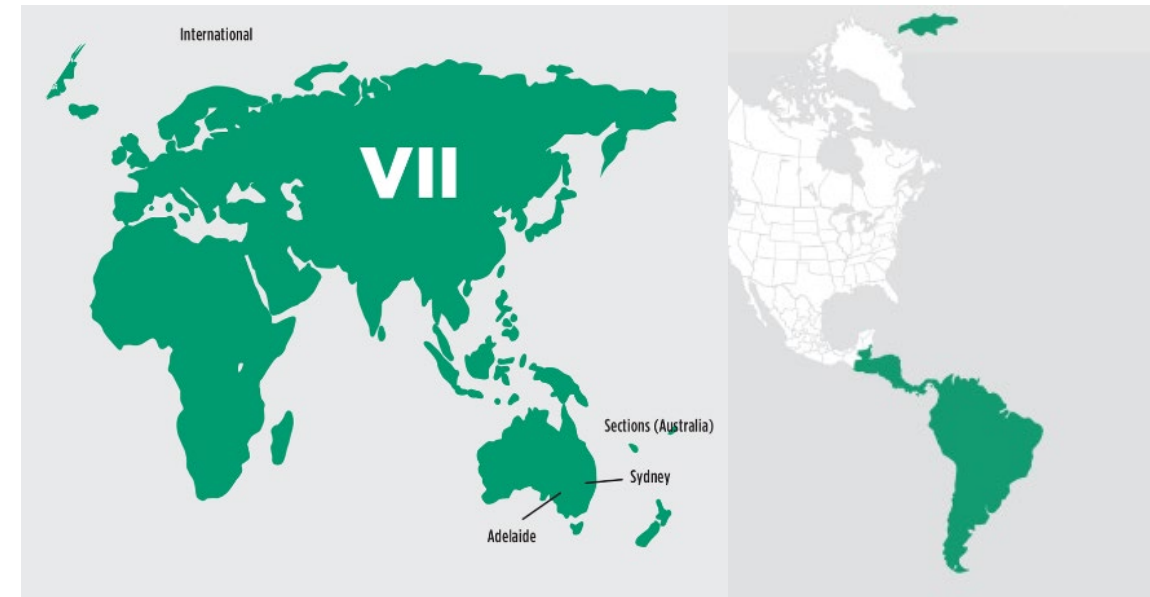 International
VII
Sections (Australia)
Sydney
Adelaide